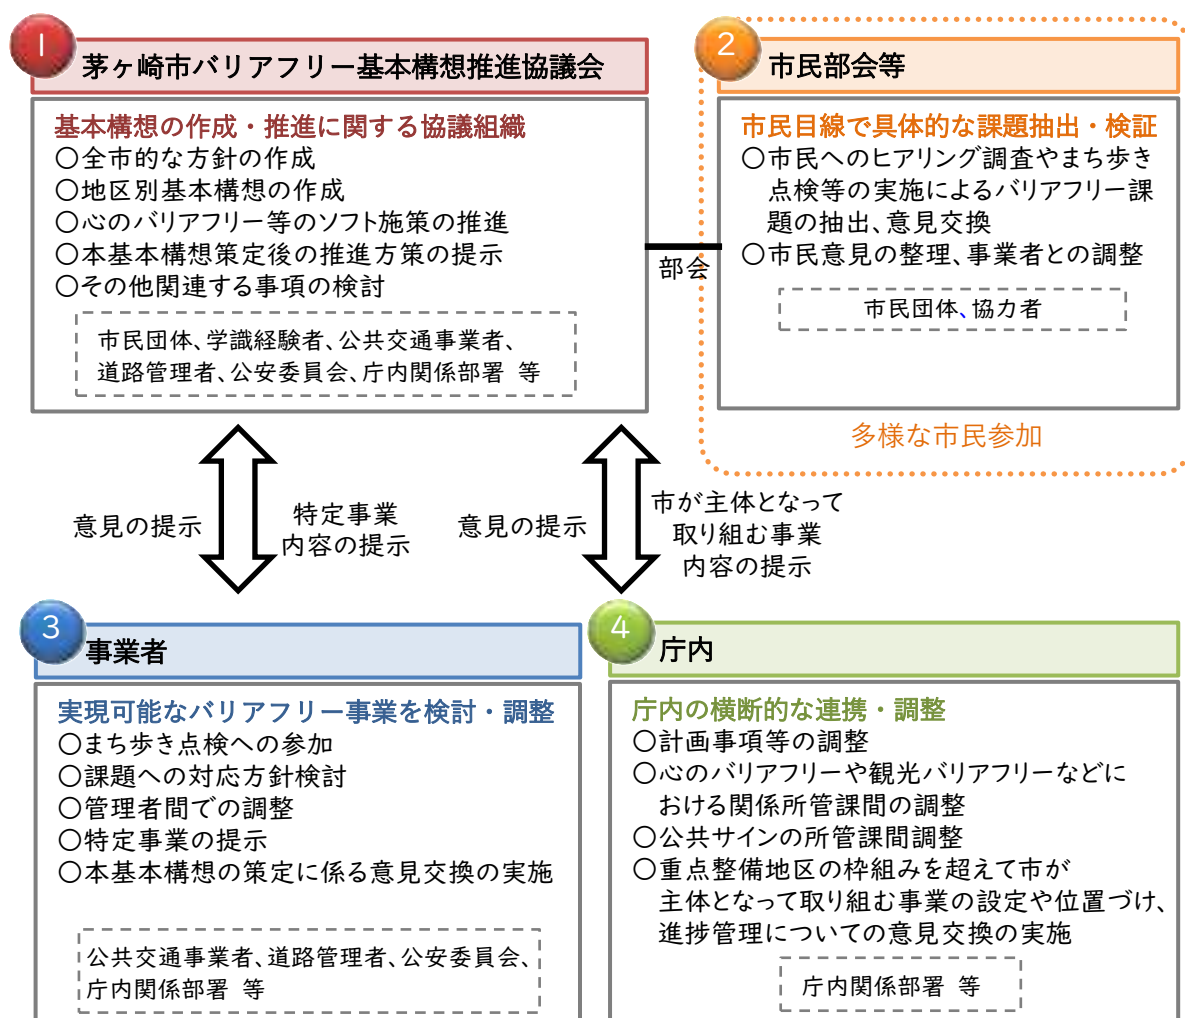 1
茅ヶ崎市バリアフリー基本構想推進協議会
基本構想の作成・推進に関する協議組織
〇全市的な方針の作成
〇地区別基本構想の作成
〇心のバリアフリー等のソフト施策の推進
〇本基本構想策定後の推進方策の提示
〇その他関連する事項の検討
市民団体、学識経験者、公共交通事業者、
道路管理者、公安委員会、庁内関係部署 等
部会
2
市民部会等
市民目線で具体的な課題抽出・検証
〇市民へのヒアリング調査やまち歩き
点検等の実施によるバリアフリー課
題の抽出、意見交換
〇市民意見の整理、事業者との調整
市民団体、協力者
多様な市民参加
意見の提示
特定事業
内容の提示
意見の提示
市が主体となって
取り組む事業
内容の提示
3
事業者
実現可能なバリアフリー事業を検討・調整
〇まち歩き点検への参加
〇課題への対応方針検討
〇管理者間での調整
〇特定事業の提示
〇本基本構想の策定に係る意見交換の実施
公共交通事業者、道路管理者、公安委員会、
庁内関係部署 等
4
庁内
庁内の横断的な連携・調整
〇計画事項等の調整
〇心のバリアフリーや観光バリアフリーなどに
おける関係所管課間の調整
〇公共サインの所管課間調整
〇重点整備地区の枠組みを超えて市が
主体となって取り組む事業の設定や位置づけ、
進捗管理についての意見交換の実施
庁内関係部署 等